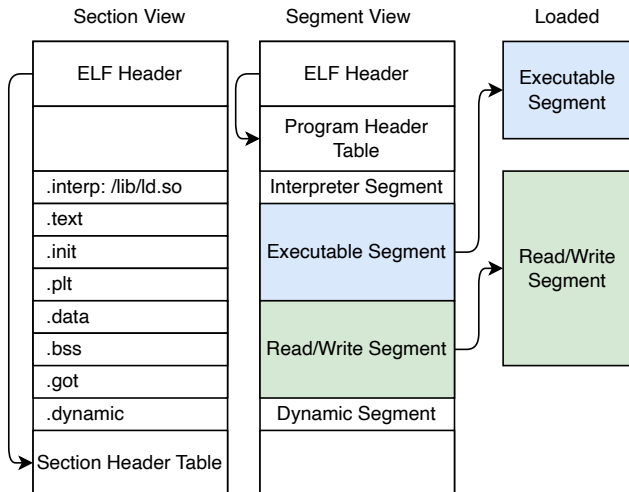 Section View
Segment View
Loaded
ELF Header
ELF Header
Executable
Segment
Program Header
Table
.interp: /lib/ld.so
Interpreter Segment
.text
.init
.plt
Executable Segment
Read/Write
Segment
.data
.bss
.got
Read/Write Segment
.dynamic
Dynamic Segment
Section Header Table